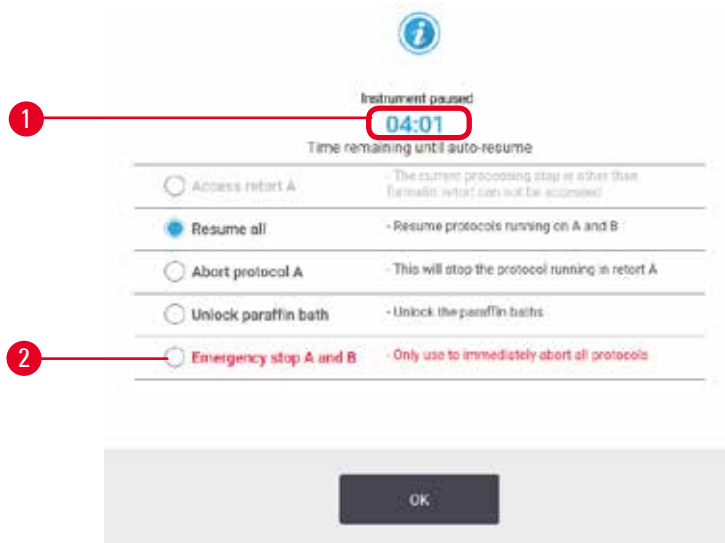 i
Instrument paused
1
04:01
Time remaining until auto-resume
Access retort A
- The current processing step is other than
formalin retort can not be accessed
Resume all
- Resume protocols running on A and B
Abort protocol A
- This will stop the protocol running in retort A
Unlock paraffin bath
- Unlock the paraffin baths
2
Emergency stop A and B
- Only use to immediately abort all protocols
OK